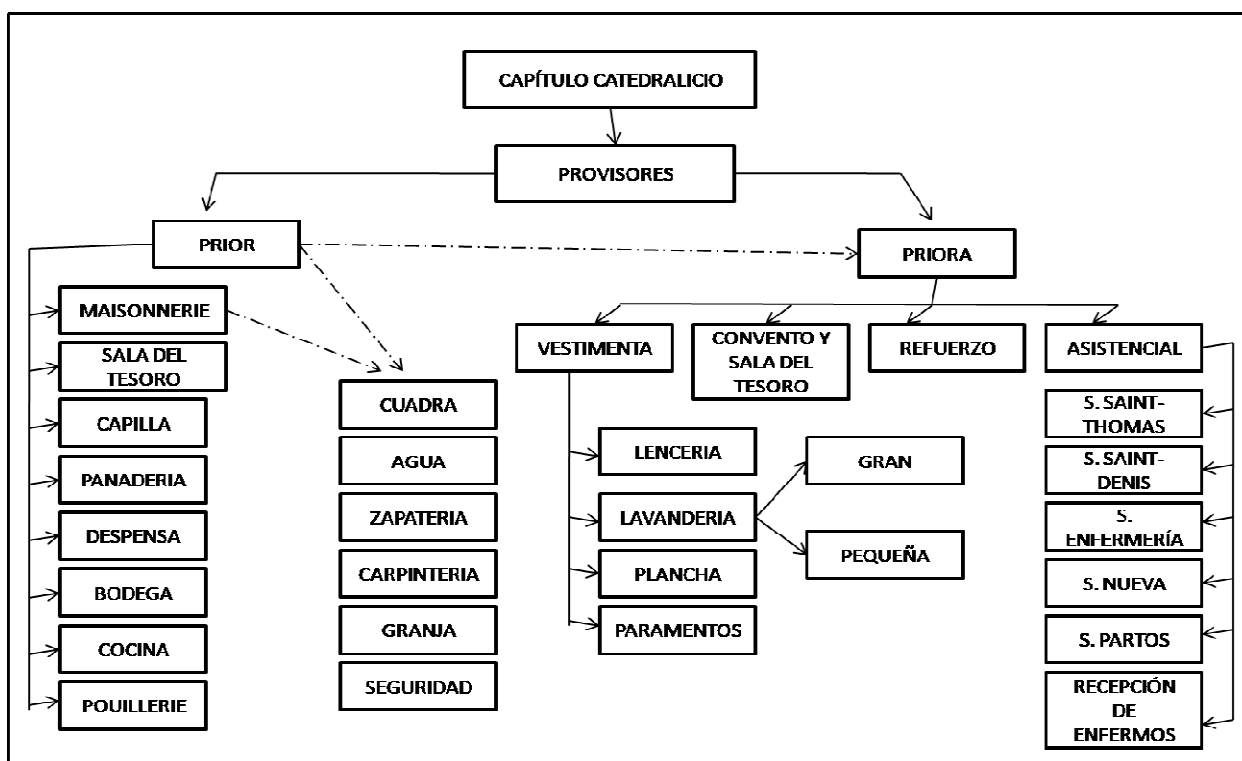 CAPÍTULO CATEDRALICIO
PROVISORES
PRIOR
PRIORA
MAISONNERIE
SALA DEL
TESORO
CAPILLA
PANADERIA
DESPENSA
BODEGA
COCINA
POUILLERIE
CUADRA
AGUA
ZAPATERIA
CARPINTERIA
GRANJA
SEGURIDAD
VESTIMENTA
CONVENTO Y
SALA DEL
TESORO
REFUERZO
ASISTENCIAL
LENCERIA
LAVANDERIA
PLANCHA
PARAMENTOS
GRAN
PEQUEÑA
S. SAINT-
THOMAS
S. SAINT-
DENIS
S.
ENFERMERÍA
S. NUEVA
S. PARTOS
RECEPCIÓN
DE
ENFERMOS